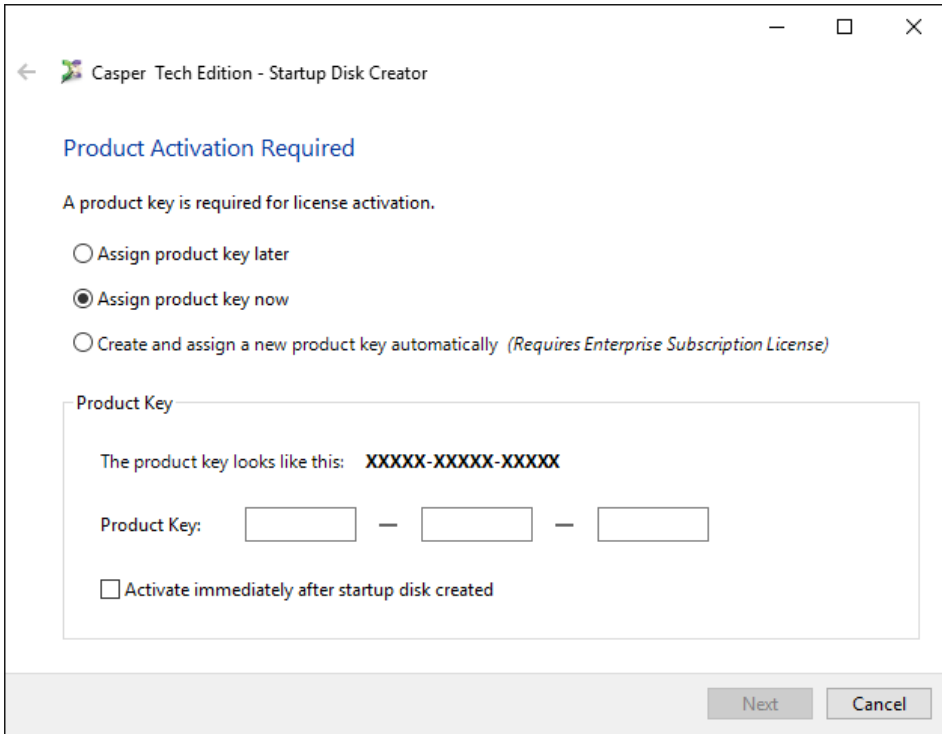 Casper Tech Edition - Startup Disk Creator
Product Activation Required
A product key is required for license activation.
Assign product key later
Assign product key now
Create and assign a new product key automatically (Requires Enterprise Subscription License)
Product Key
The product key looks like this: XXXXX-XXXXX-XXXXX
Product Key:
Activate immediately after startup disk created
Next Cancel